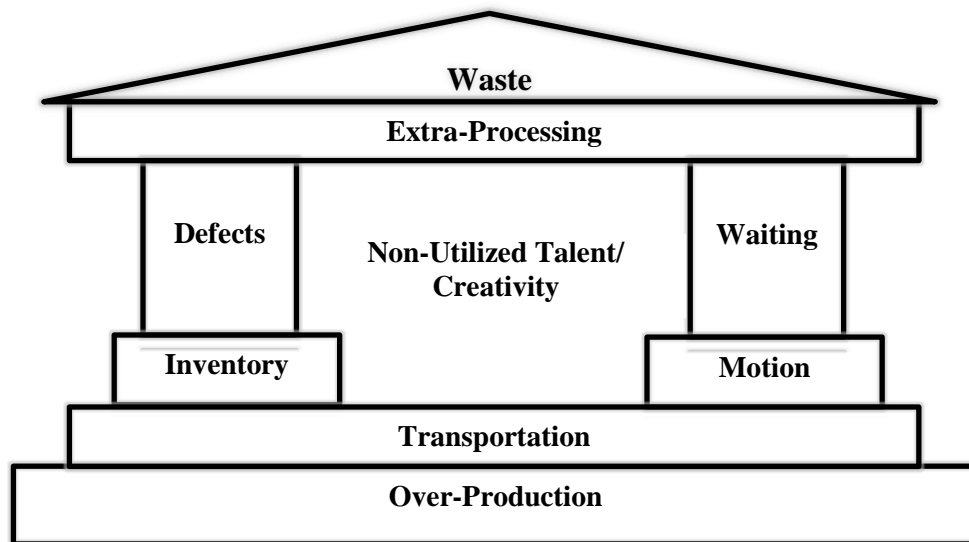 Waste
Extra-Processing
Defects
Waiting
Non-Utilized Talent/
Creativity
Inventory
Motion
Transportation
Over-Production